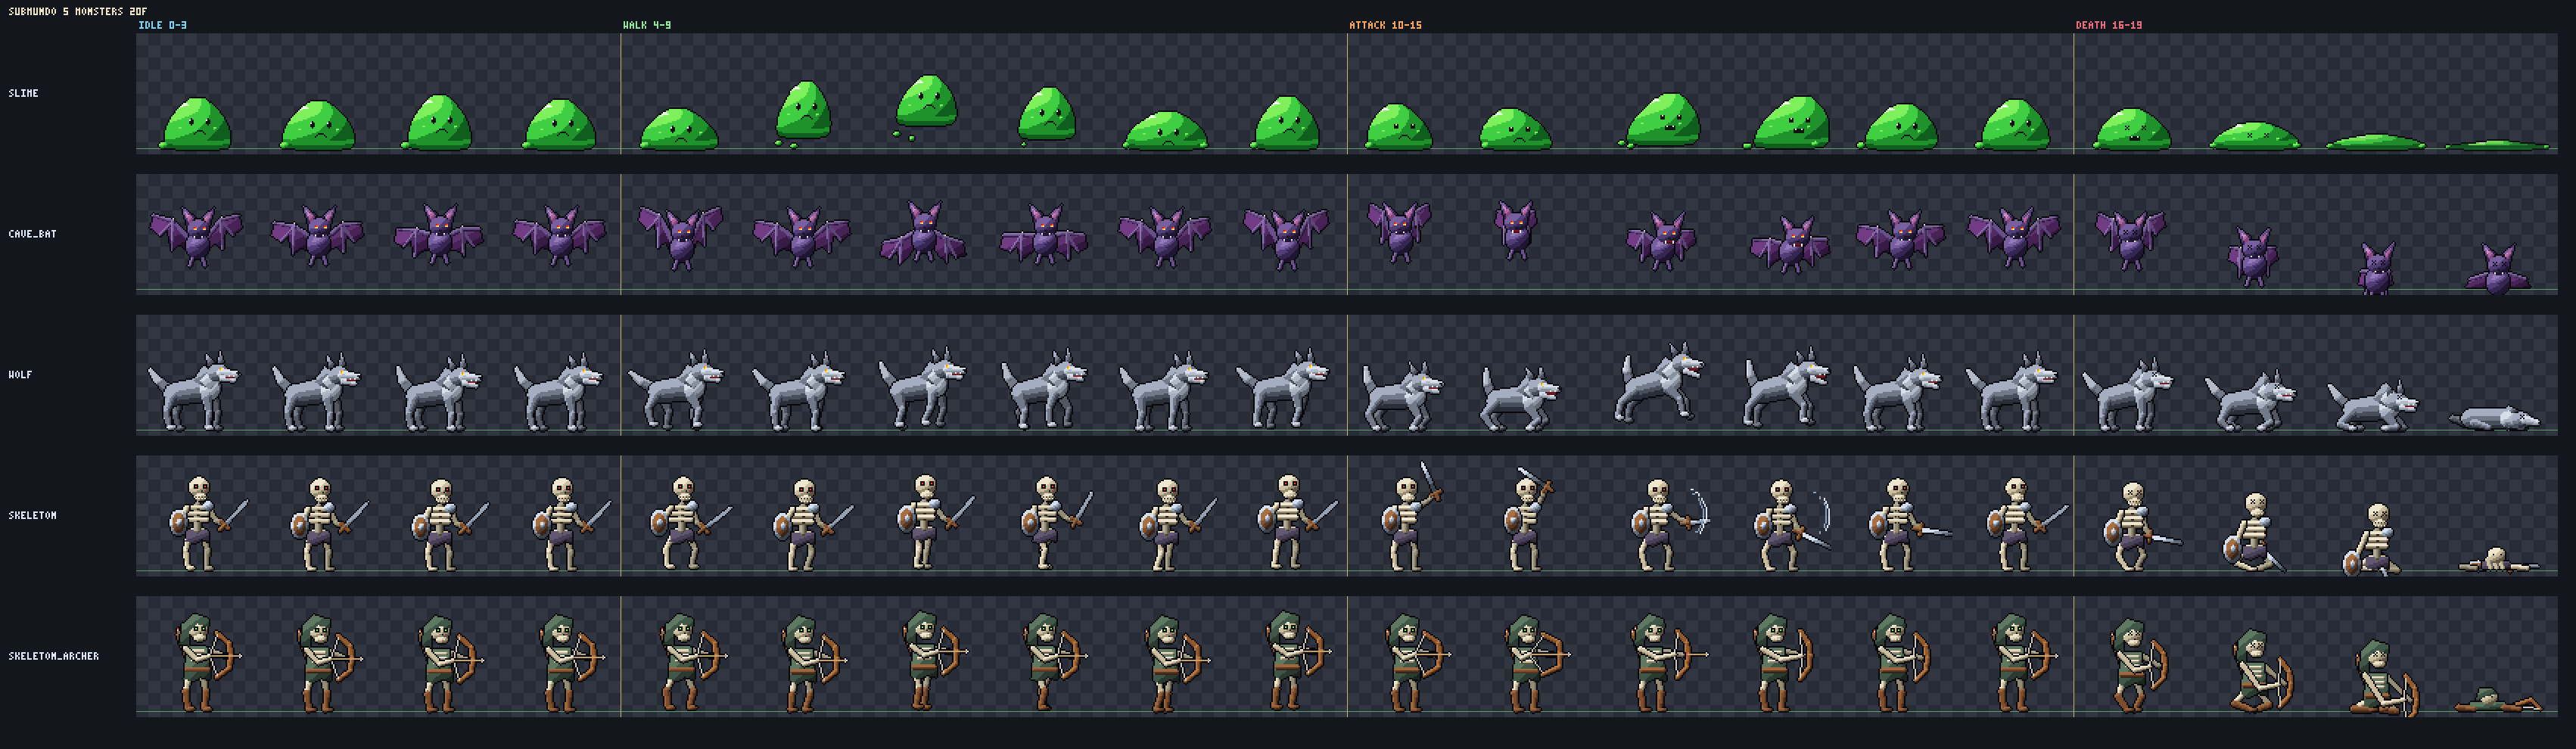 SUBMUNDO 5 MONSTERS 20F
IDLE 0-3 WALK 4-9 ATTACK 10-15 DEATH 16-19
SLIME
CAVE_BAT
WOLF
SKELETON
SKELETON_ARCHER